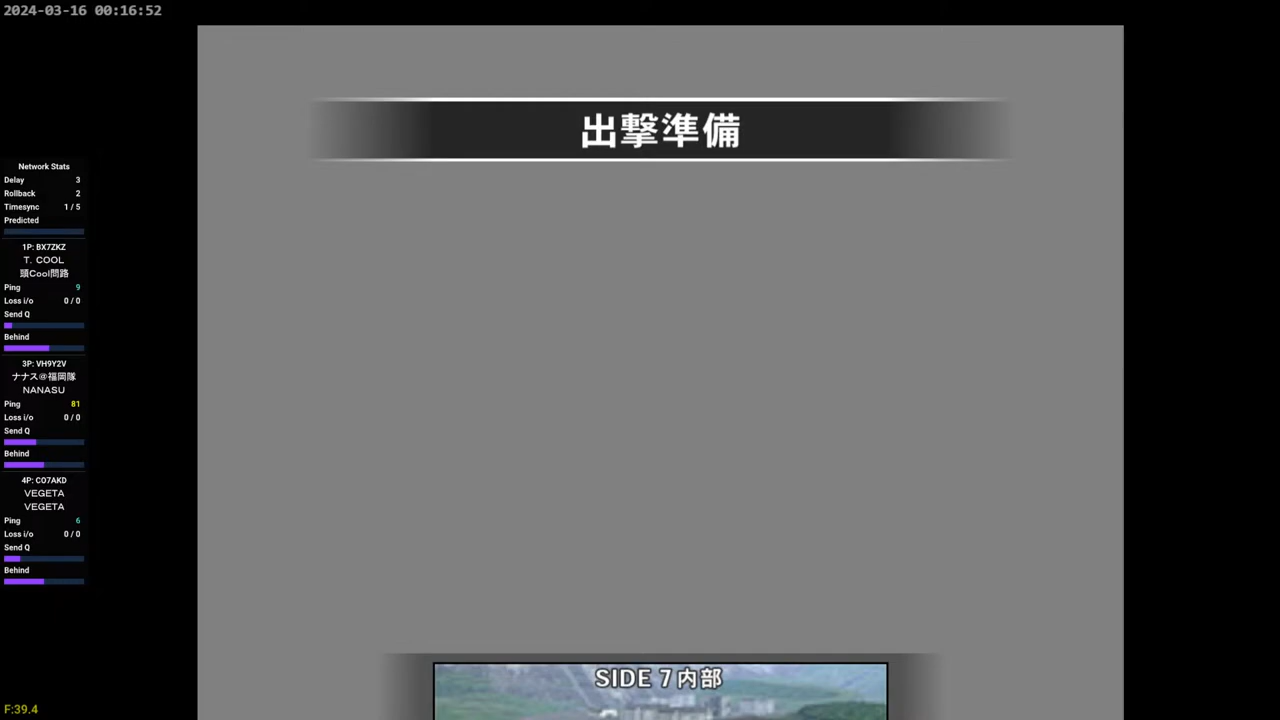 2024-03-16 00:16:52
出撃準備
Network Stats
Delay 3
Rollback 2
Timesync 1 / 5
Predicted
1P: BX7ZKZ
T. COOL
頭Cool問路
Ping 9
Loss i/o 0 / 0
Send Q
Behind
3P: VH9Y2V
ナナス@福岡隊
NANASU
Ping 81
Loss i/o 0 / 0
Send Q
Behind
4P: CO7AKD
VEGETA
VEGETA
Ping 6
Loss i/o 0 / 0
Send Q
Behind
SIDE 7内部
F:39.4